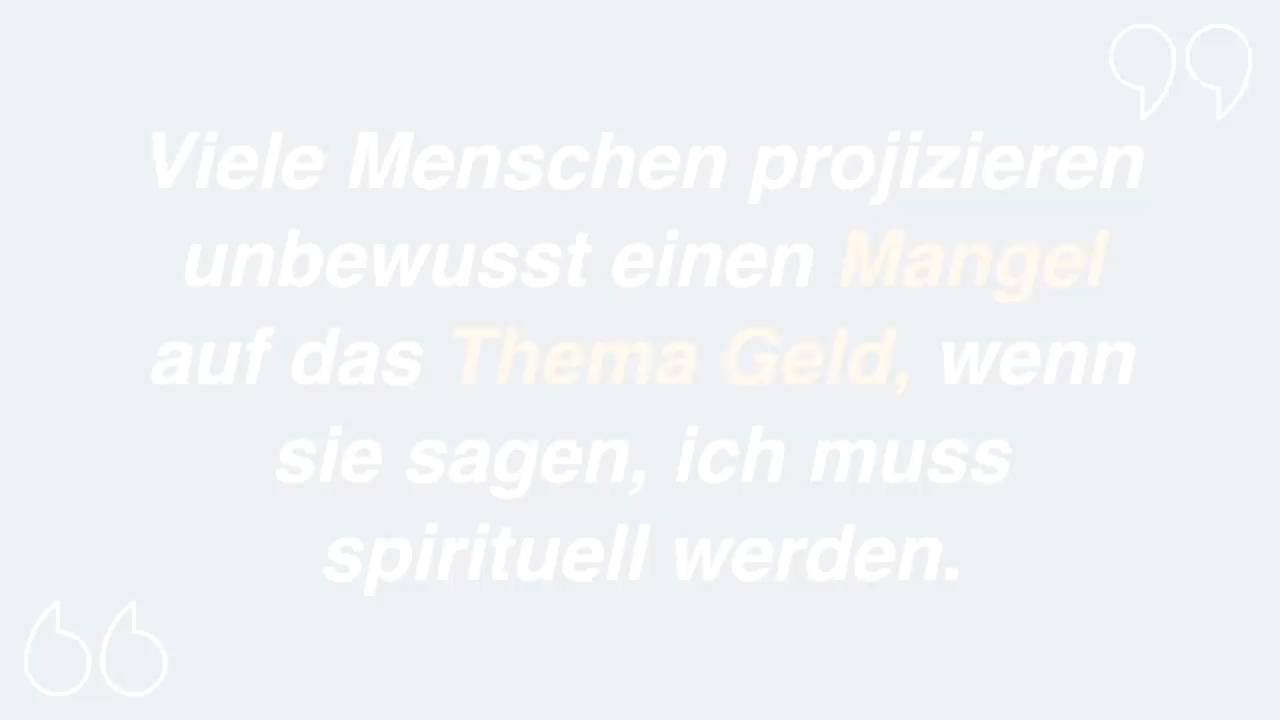 Viele Menschen projizieren
unbewusst einen Mangel
auf das Thema Geld, wenn
sie sagen, ich muss
spirituell werden.